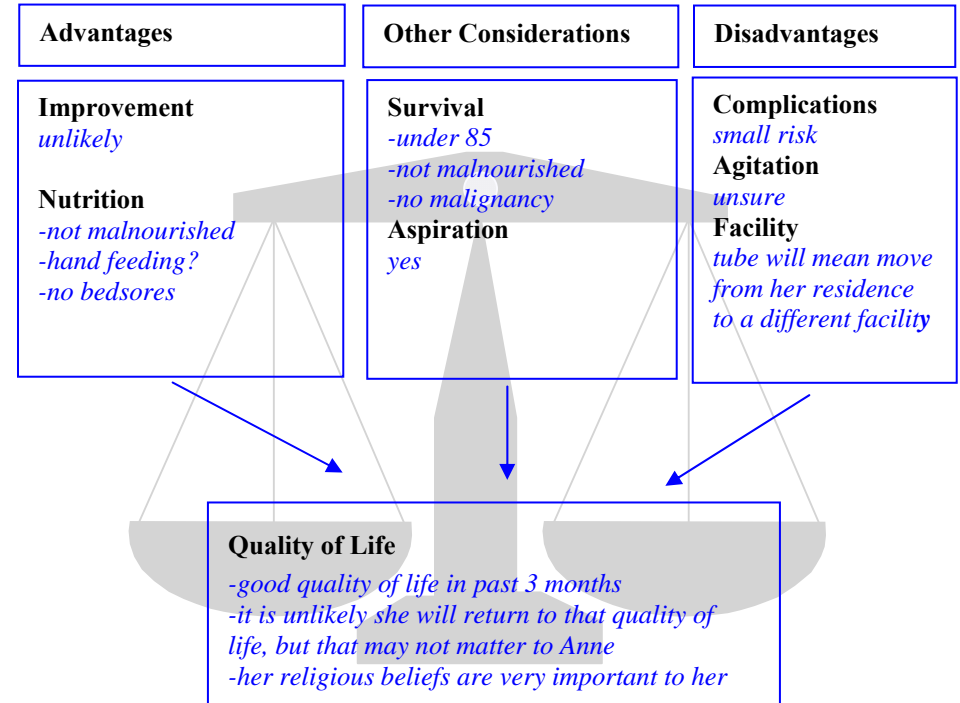 Advantages
Other Considerations
Disadvantages
Improvement
unlikely
Nutrition
-not malnourished
-hand feeding?
-no bedsores
Survival
-under 85
-not malnourished
-no malignancy
Aspiration
yes
Complications
small risk
Agitation
unsure
Facility
tube will mean move
from her residence
to a different facility
Quality of Life
-good quality of life in past 3 months
-it is unlikely she will return to that quality of
life, but that may not matter to Anne
-her religious beliefs are very important to her